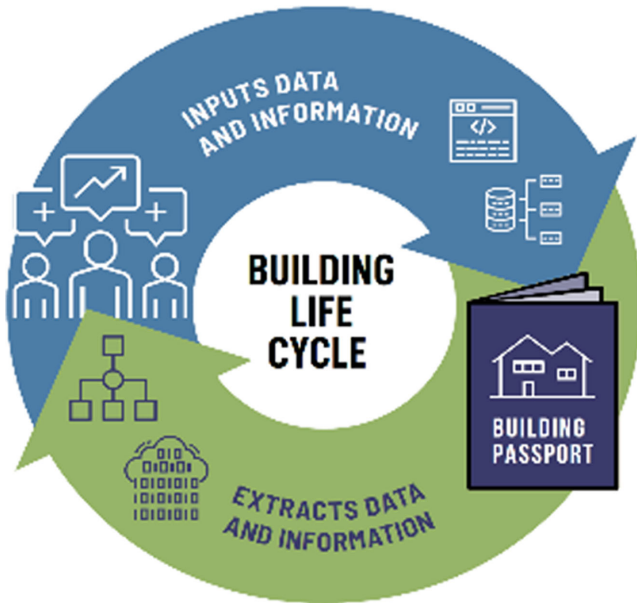 INPUTS DATA
AND INFORMATION
</>
BUILDING
LIFE
CYCLE
BUILDING
PASSPORT
EXTRACTS DATA
AND INFORMATION